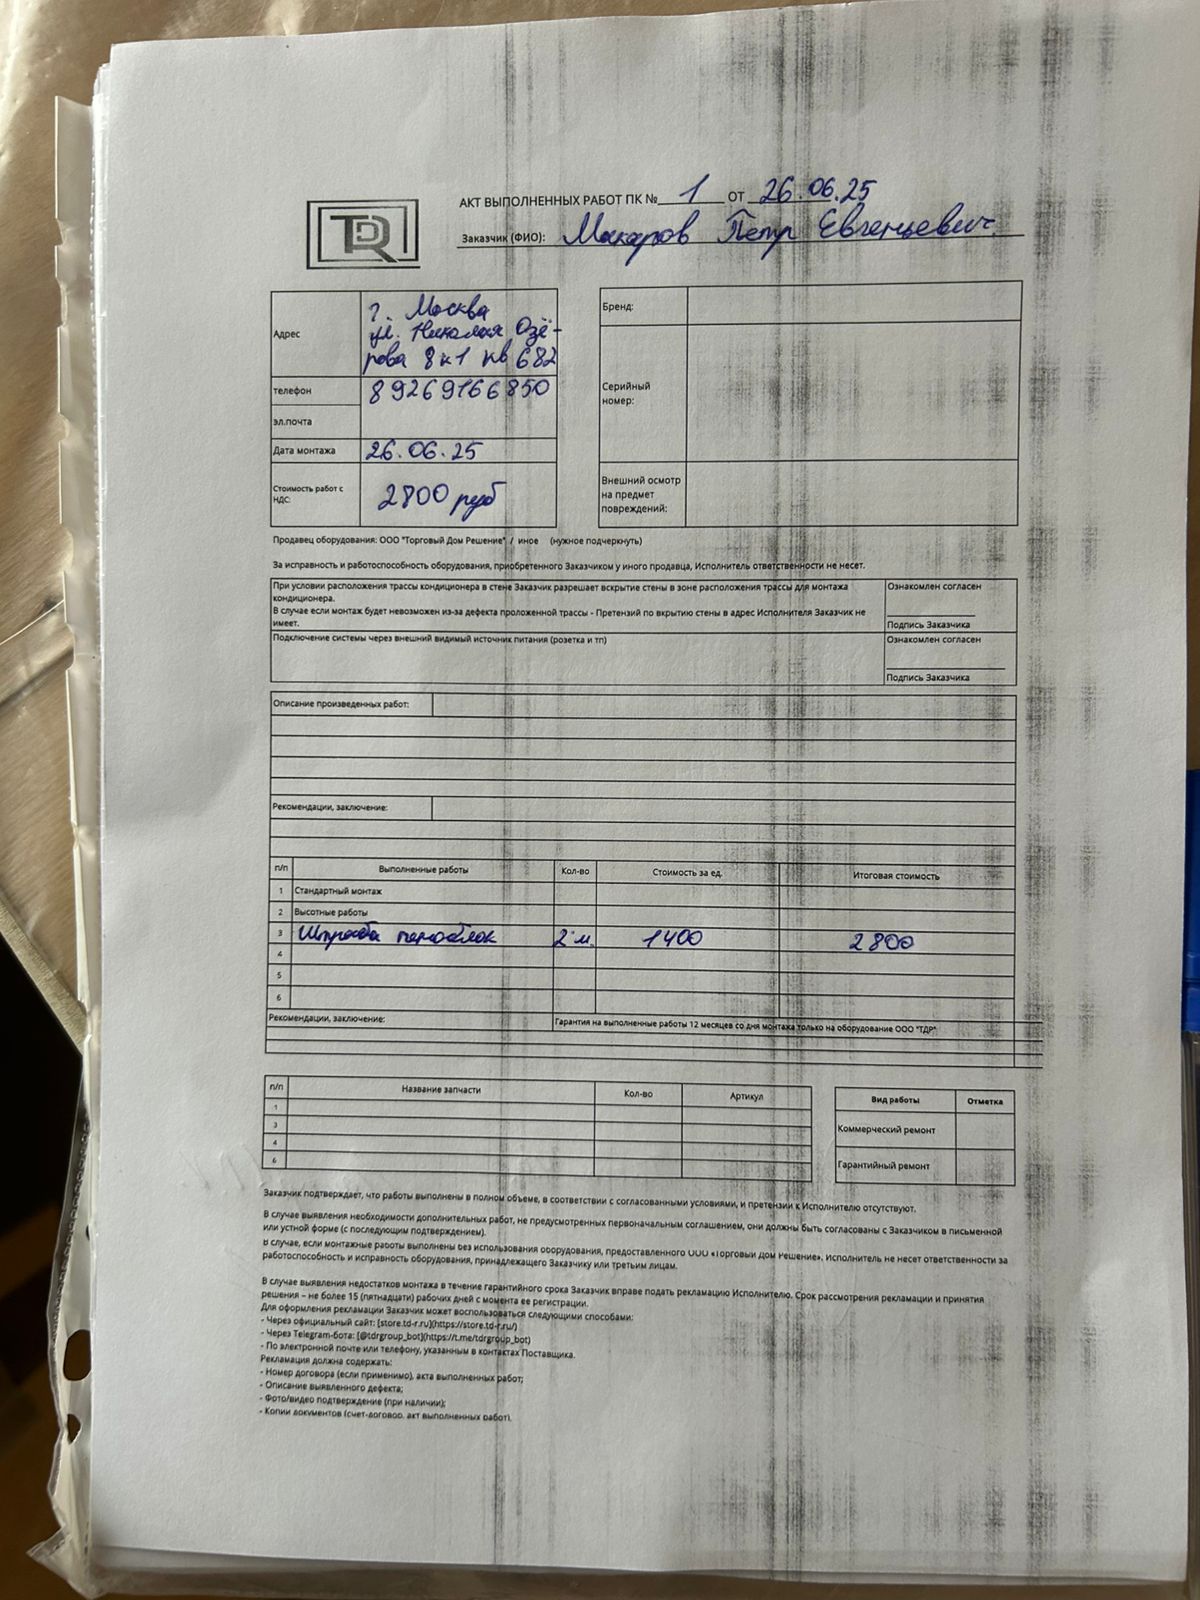 TDR
АКТ ВЫПОЛНЕННЫХ РАБОТ ПК № 1 ОТ 26.06.25
Заказчик (ФИО): Макаров Петр Евгеньевич
Адрес
г. Москва
ул. Николая Озё-
рова 8 к1 кв 682
телефон 89269166850
эл.почта
Дата монтажа 26.06.25
Стоимость работ с
НДС:
2800 руб
Бренд:
Серийный
номер:
Внешний осмотр
на предмет
повреждений:
Продавец оборудования: ООО "Торговый Дом Решение" / иное (нужное подчеркнуть)
За исправность и работоспособность оборудования, приобретенного Заказчиком у иного продавца, Исполнитель ответственности не несет.
При условии расположения трассы кондиционера в стене Заказчик разрешает вскрытие стены в зоне расположения трассы для монтажа
кондиционера.
В случае если монтаж будет невозможен из-за дефекта проложенной трассы - Претензий по вкрытию стены в адрес Исполнителя Заказчик не
имеет.
Ознакомлен согласен
Подпись Заказчика
Подключение системы через внешний видимый источник питания (розетка и тп)
Ознакомлен согласен
Подпись Заказчика
Описание произведенных работ:
Рекомендации, заключение:
п/п Выполненные работы Кол-во Стоимость за ед. Итоговая стоимость
1 Стандартный монтаж
2 Высотные работы
3 Штроба пеноблок 2 м. 1400 2800
4
5
6
Рекомендации, заключение: Гарантия на выполненные работы 12 месяцев со дня монтажа только на оборудование ООО "ТДР"
п/п Название запчасти Кол-во Артикул
1
3
4
6
Вид работы Отметка
Коммерческий ремонт
Гарантийный ремонт
Заказчик подтверждает, что работы выполнены в полном объеме, в соответствии с согласованными условиями, и претензии к Исполнителю отсутствуют.
В случае выявления необходимости дополнительных работ, не предусмотренных первоначальным соглашением, они должны быть согласованы с Заказчиком в письменной
или устной форме (с последующим подтверждением).
В случае, если монтажные работы выполнены без использования оборудования, предоставленного ООО «Торговый Дом Решение», Исполнитель не несет ответственности за
работоспособность и исправность оборудования, принадлежащего Заказчику или третьим лицам.
В случае выявления недостатков монтажа в течение гарантийного срока Заказчик вправе подать рекламацию Исполнителю. Срок рассмотрения рекламации и принятия
решения – не более 15 (пятнадцати) рабочих дней с момента ее регистрации.
Для оформления рекламации Заказчик может воспользоваться следующими способами:
- Через официальный сайт: [store.td-r.ru](https://store.td-r.ru/)
- Через Telegram-бота: [@tdrgroup_bot](https://t.me/tdrgroup_bot)
- По электронной почте или телефону, указанным в контактах Поставщика.
Рекламация должна содержать:
- Номер договора (если применимо), акта выполненных работ;
- Описание выявленного дефекта;
- Фото/видео подтверждение (при наличии);
- Копии документов (счет-договор, акт выполненных работ).